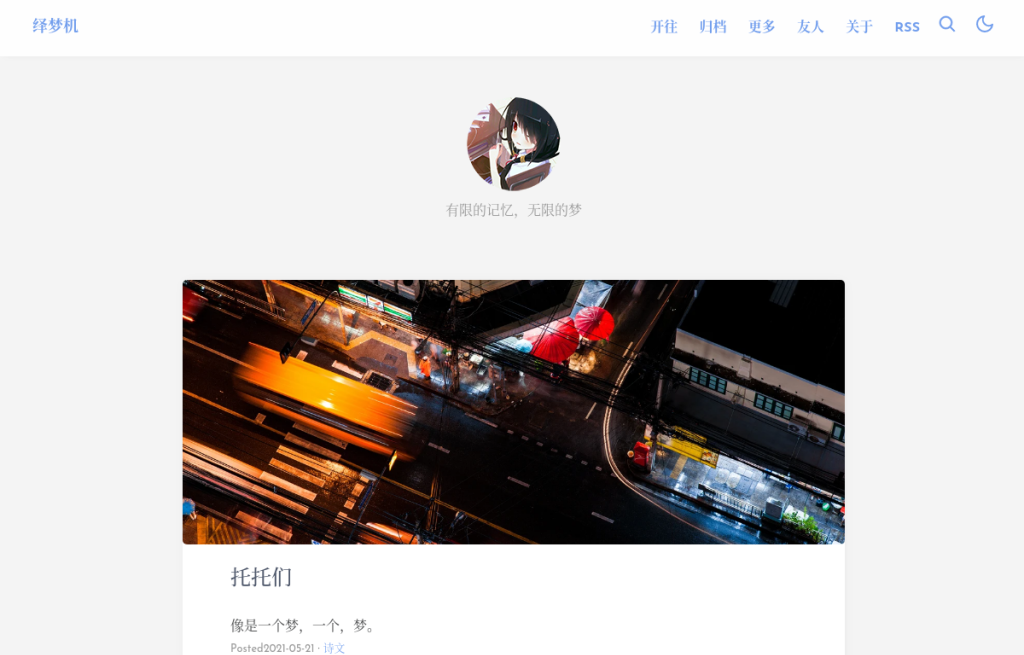 绎梦机
开往 归档 更多 友人 关于 RSS
有限的记忆，无限的梦
托托们
像是一个梦，一个，梦。
Posted2021-05-21 · 诗文